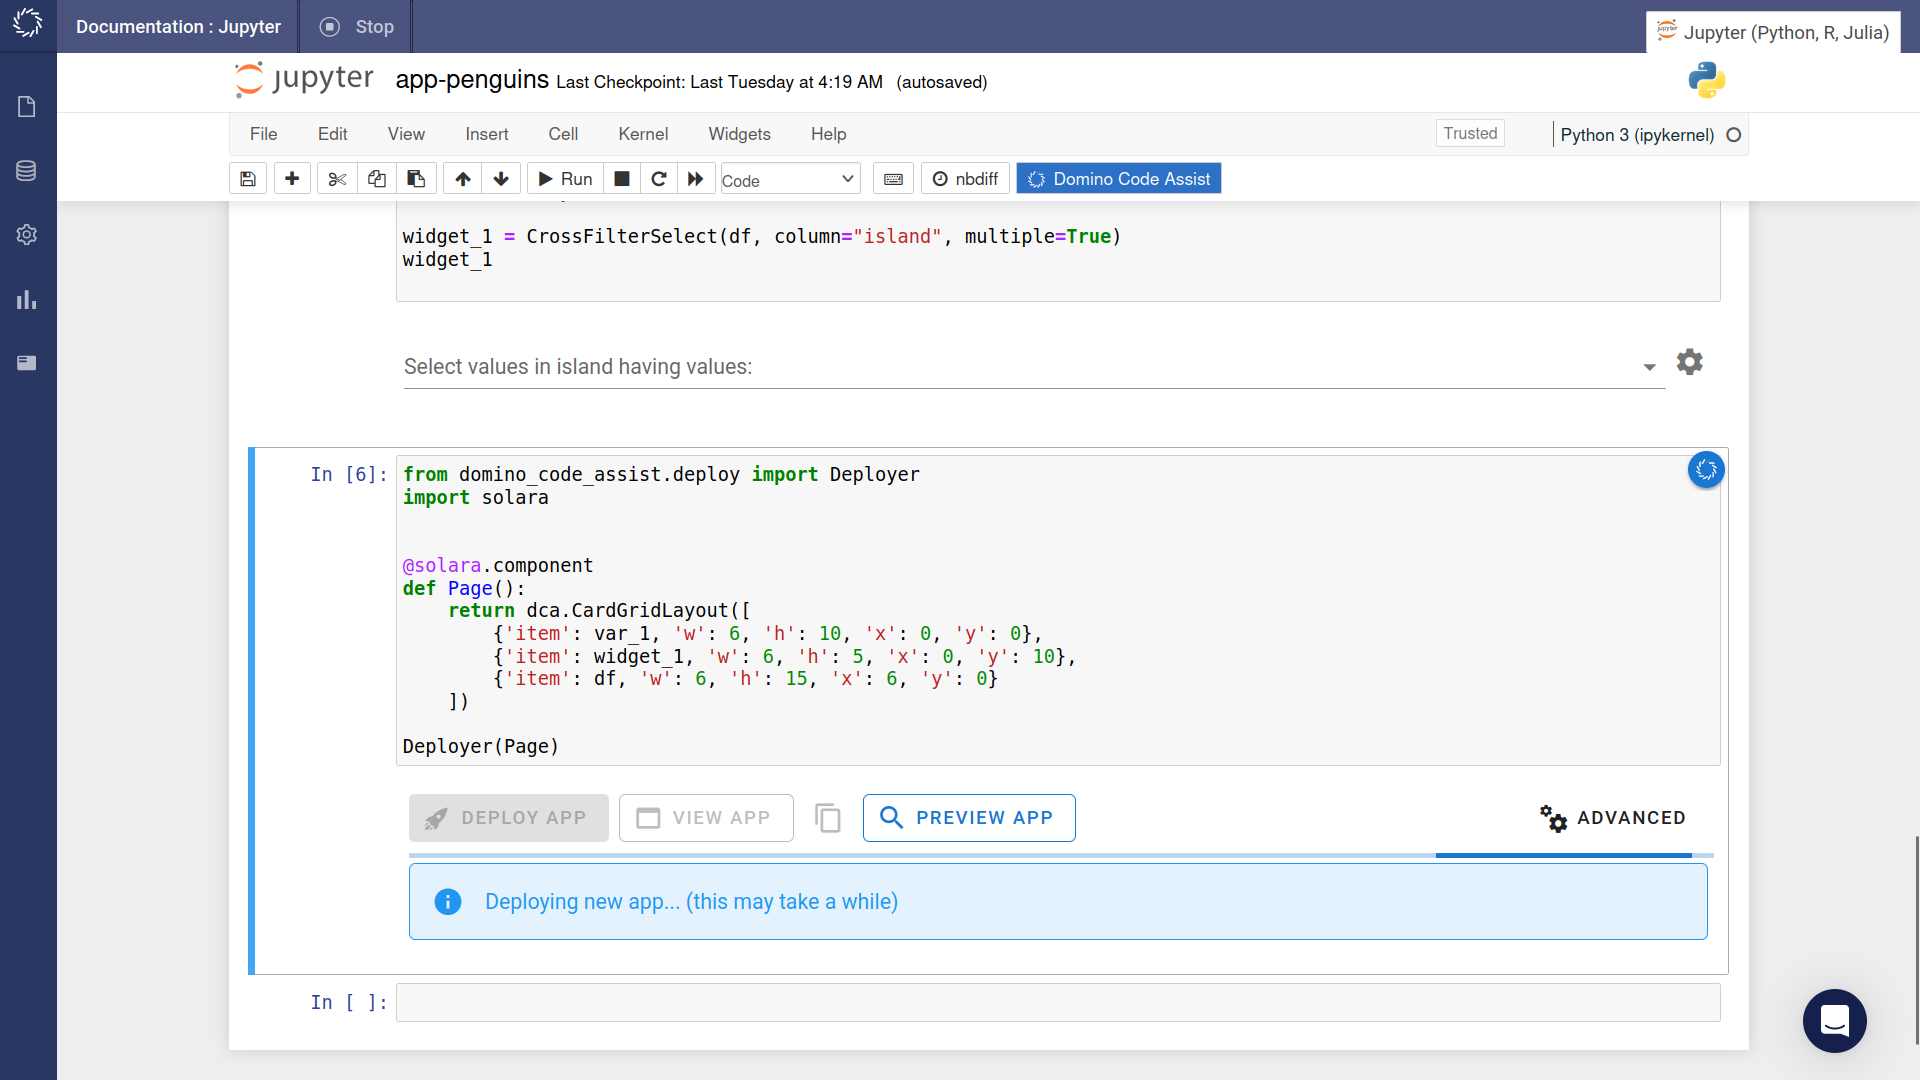 Documentation : Jupyter
Stop
Jupyter (Python, R, Julia)
jupyter
app-penguins Last Checkpoint: Last Tuesday at 4:19 AM (autosaved)
File Edit View Insert Cell Kernel Widgets Help
Trusted
Python 3 (ipykernel)
Run
Code
nbdiff
Domino Code Assist
widget_1 = CrossFilterSelect(df, column="island", multiple=True)
widget_1
Select values in island having values:
In [6]:
from domino_code_assist.deploy import Deployer
import solara
@solara.component
def Page():
    return dca.CardGridLayout([
        {'item': var_1, 'w': 6, 'h': 10, 'x': 0, 'y': 0},
        {'item': widget_1, 'w': 6, 'h': 5, 'x': 0, 'y': 10},
        {'item': df, 'w': 6, 'h': 15, 'x': 6, 'y': 0}
    ])
Deployer(Page)
DEPLOY APP
VIEW APP
PREVIEW APP
ADVANCED
Deploying new app... (this may take a while)
In [ ]: